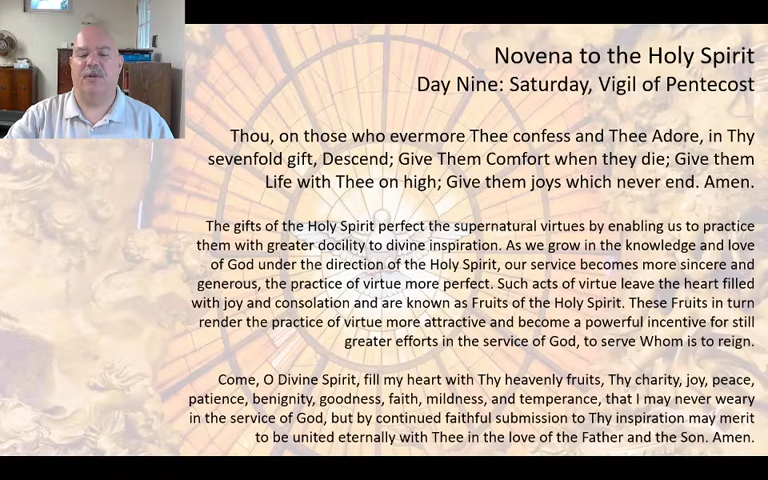 Novena to the Holy Spirit
Day Nine: Saturday, Vigil of Pentecost
Thou, on those who evermore Thee confess and Thee Adore, in Thy
sevenfold gift, Descend; Give Them Comfort when they die; Give them
Life with Thee on high; Give them joys which never end. Amen.
The gifts of the Holy Spirit perfect the supernatural virtues by enabling us to practice
them with greater docility to divine inspiration. As we grow in the knowledge and love
of God under the direction of the Holy Spirit, our service becomes more sincere and
generous, the practice of virtue more perfect. Such acts of virtue leave the heart filled
with joy and consolation and are known as Fruits of the Holy Spirit. These Fruits in turn
render the practice of virtue more attractive and become a powerful incentive for still
greater efforts in the service of God, to serve Whom is to reign.
Come, O Divine Spirit, fill my heart with Thy heavenly fruits, Thy charity, joy, peace,
patience, benignity, goodness, faith, mildness, and temperance, that I may never weary
in the service of God, but by continued faithful submission to Thy inspiration may merit
to be united eternally with Thee in the love of the Father and the Son. Amen.